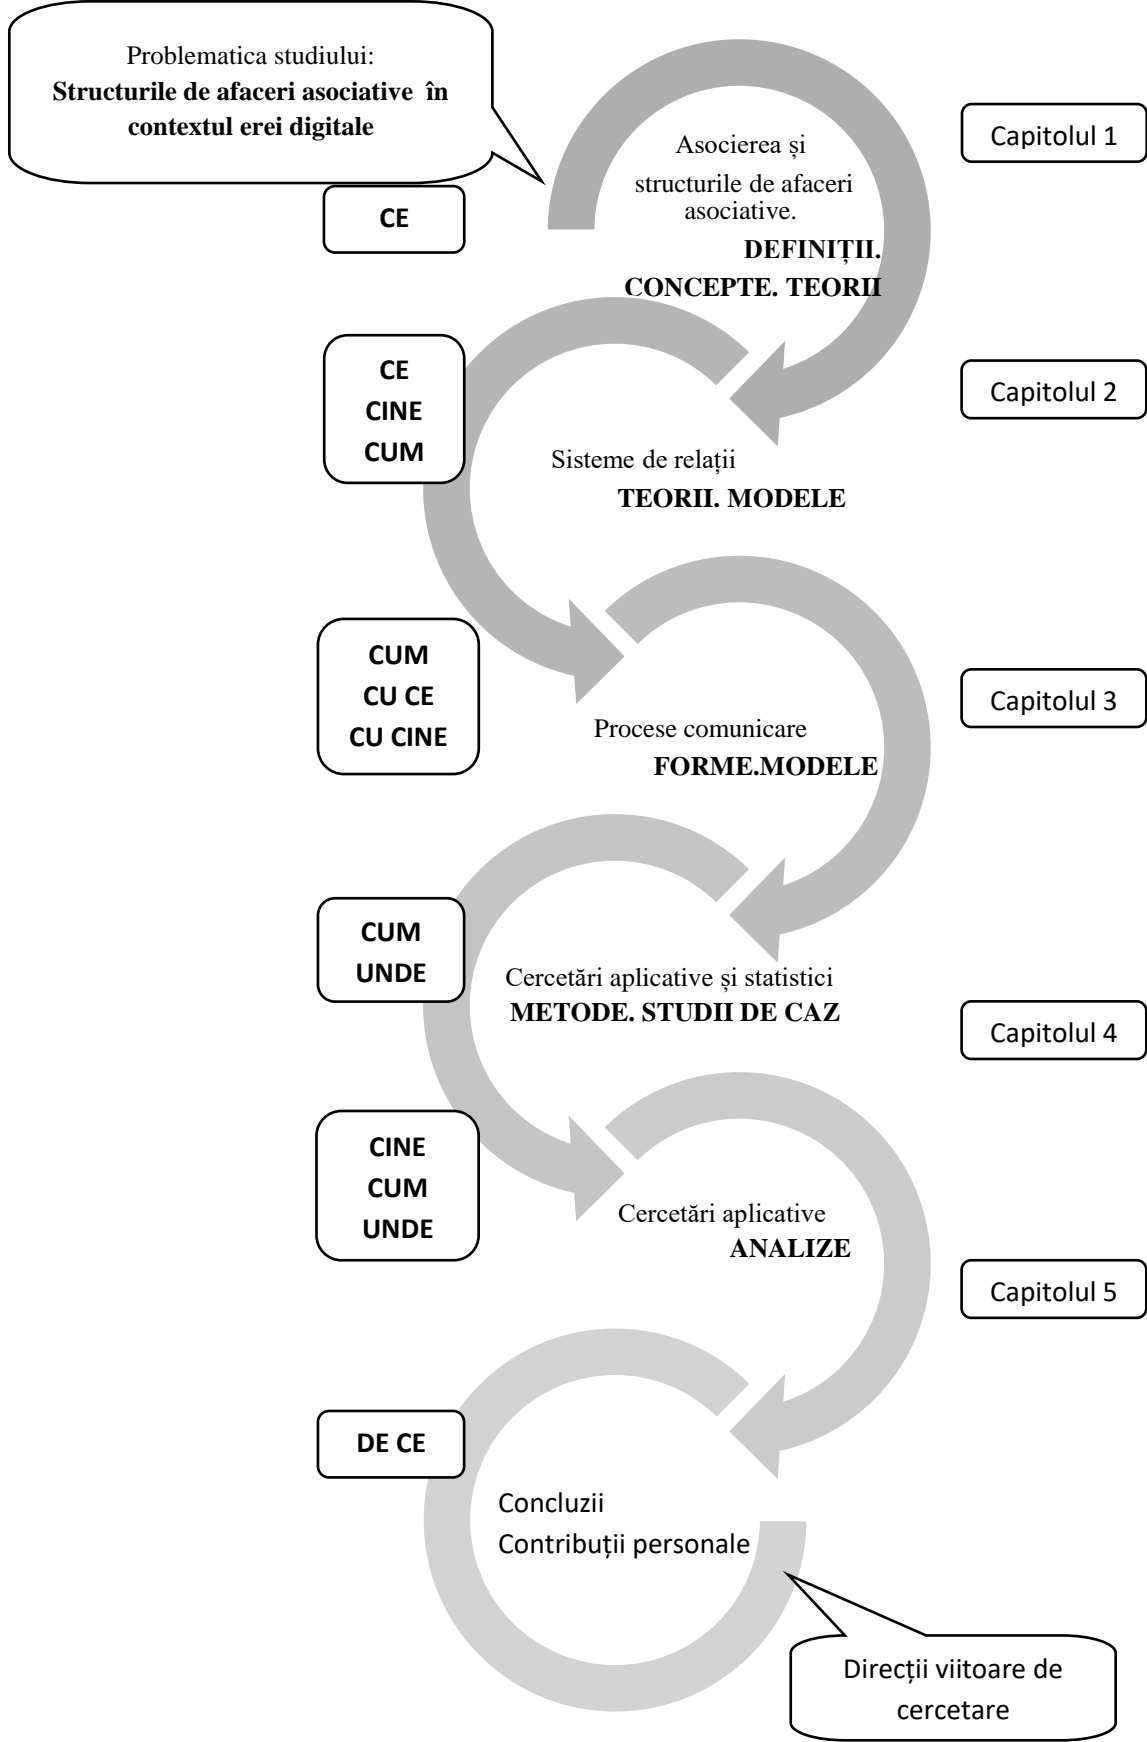 Problematica studiului:
Structurile de afaceri asociative în
contextul erei digitale
Asocierea și
structurile de afaceri
asociative.
DEFINIȚII.
CONCEPTE. TEORII
Capitolul 1
CE
CE
CINE
CUM
Capitolul 2
Sisteme de relații
TEORII. MODELE
CUM
CU CE
CU CINE
Capitolul 3
Procese comunicare
FORME.MODELE
CUM
UNDE
Cercetări aplicative și statistici
METODE. STUDII DE CAZ
Capitolul 4
CINE
CUM
UNDE
Cercetări aplicative
ANALIZE
Capitolul 5
DE CE
Concluzii
Contribuții personale
Direcții viitoare de
cercetare